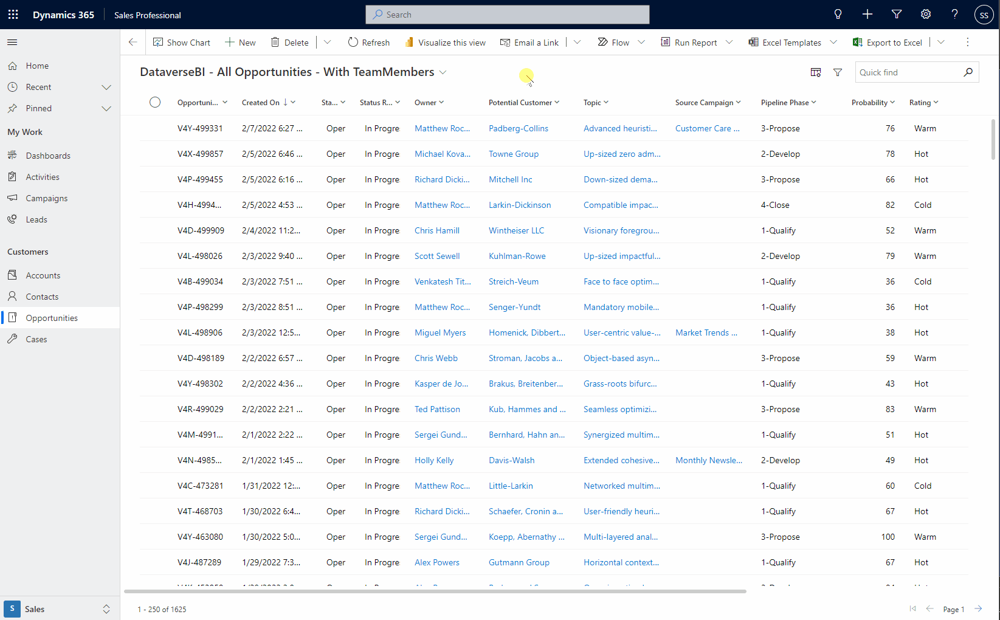 Dynamics 365 Sales Professional Search SS
Show Chart New Delete Refresh Visualize this view Email a Link Flow Run Report Excel Templates Export to Excel
Home
Recent
Pinned
My Work
Dashboards
Activities
Campaigns
Leads
Customers
Accounts
Contacts
Opportunities
Cases
S Sales
DataverseBI - All Opportunities - With TeamMembers Quick find
Opportuni... Created On ↓ Sta... Status R... Owner Potential Customer Topic Source Campaign Pipeline Phase Probability Rating
V4Y-499331 2/7/2022 6:27 ... Oper In Progre Matthew Roc... Padberg-Collins Advanced heuristi... Customer Care ... 3-Propose 76 Warm
V4X-499857 2/5/2022 6:46 ... Oper In Progre Michael Kova... Towne Group Up-sized zero adm... 2-Develop 78 Hot
V4P-499455 2/5/2022 6:16 ... Oper In Progre Richard Dicki... Mitchell Inc Down-sized dema... 3-Propose 66 Hot
V4H-4994... 2/5/2022 4:53 ... Oper In Progre Matthew Roc... Larkin-Dickinson Compatible impac... 4-Close 82 Cold
V4D-499909 2/4/2022 11:2... Oper In Progre Chris Hamill Wintheiser LLC Visionary foregrou... 1-Qualify 52 Warm
V4L-498026 2/3/2022 9:40 ... Oper In Progre Scott Sewell Kuhlman-Rowe Up-sized impactful... 2-Develop 79 Warm
V4B-499034 2/3/2022 7:51 ... Oper In Progre Venkatesh Tit... Streich-Veum Face to face optim... 1-Qualify 36 Cold
V4P-498299 2/3/2022 8:51 ... Oper In Progre Matthew Roc... Senger-Yundt Mandatory mobile... 1-Qualify 36 Hot
V4L-498906 2/3/2022 12:5... Oper In Progre Miguel Myers Homenick, Dibbert... User-centric value-... Market Trends ... 1-Qualify 38 Hot
V4D-498189 2/2/2022 6:57 ... Oper In Progre Chris Webb Stroman, Jacobs a... Object-based asyn... 3-Propose 59 Warm
V4Y-498302 2/2/2022 4:36 ... Oper In Progre Kasper de Jo... Brakus, Breitenber... Grass-roots bifurc... 1-Qualify 43 Hot
V4R-499029 2/2/2022 2:21 ... Oper In Progre Ted Pattison Kub, Hammes and ... Seamless optimizi... 3-Propose 83 Warm
V4M-4991... 2/1/2022 2:22 ... Oper In Progre Sergei Gund... Bernhard, Hahn an... Synergized multim... 1-Qualify 51 Hot
V4N-4985... 2/1/2022 1:45 ... Oper In Progre Holly Kelly Davis-Walsh Extended cohesive... Monthly Newsle... 2-Develop 49 Hot
V4C-473281 1/31/2022 12:... Oper In Progre Matthew Roc... Little-Larkin Networked multim... 1-Qualify 60 Cold
V4T-468703 1/30/2022 6:4... Oper In Progre Richard Dicki... Schaefer, Cronin a... User-friendly heuri... 1-Qualify 67 Hot
V4Y-463080 1/30/2022 5:0... Oper In Progre Sergei Gund... Koepp, Abernathy ... Multi-layered anal... 3-Propose 100 Warm
V4J-487289 1/29/2022 7:3... Oper In Progre Alex Powers Gutmann Group Horizontal context... 1-Qualify 67 Hot
1 - 250 of 1625 Page 1